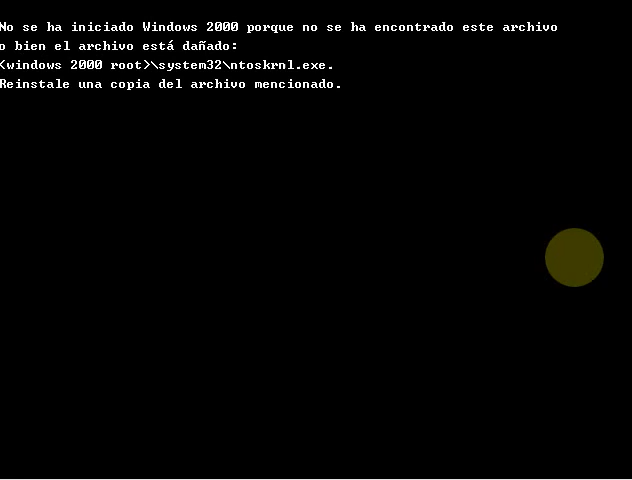 No se ha iniciado Windows 2000 porque no se ha encontrado este archivo
o bien el archivo está dañado:
<windows 2000 root>\system32\ntoskrnl.exe.
Reinstale una copia del archivo mencionado.